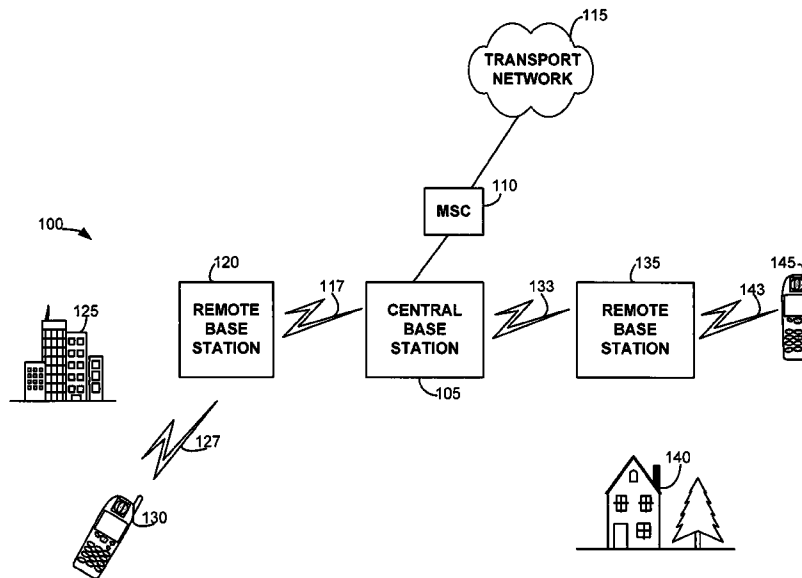 115
TRANSPORT
NETWORK
110
MSC
100
120
135
145
125
REMOTE
BASE
STATION
117
CENTRAL
BASE
STATION
133
REMOTE
BASE
STATION
143
105
127
140
130